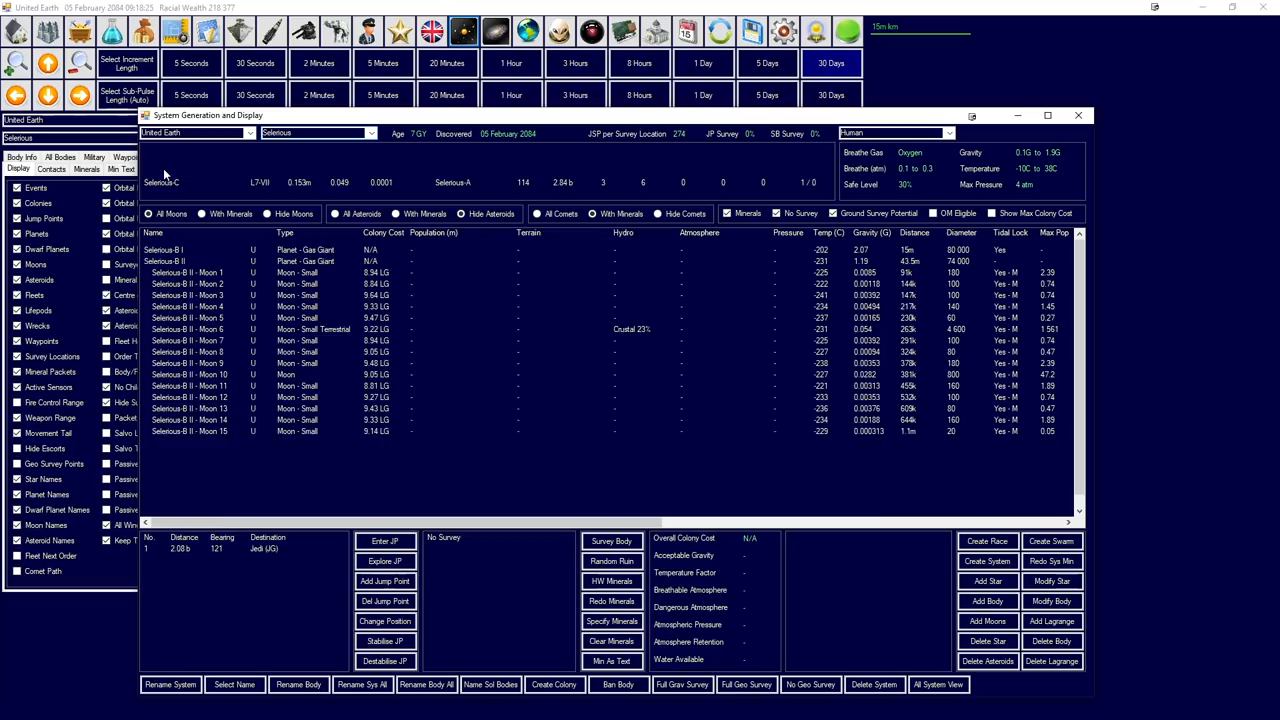 United Earth 05 February 2084 09:18:25 Racial Wealth 218 377
15m km
Select Increment Length 5 Seconds 30 Seconds 2 Minutes 5 Minutes 20 Minutes 1 Hour 3 Hours 8 Hours 1 Day 5 Days 30 Days
Select Sub-Pulse Length (Auto) 5 Seconds 30 Seconds 2 Minutes 5 Minutes 20 Minutes 1 Hour 3 Hours 8 Hours 1 Day 5 Days 30 Days
United Earth
Selerious
Body Info All Bodies Military Waypoi
Display Contacts Minerals Min Text
Events Orbital
Colonies Orbital
Jump Points Orbital
Planets Orbital
Dwarf Planets Orbital
Moons Surveye
Asteroids Mineral
Fleets Centre
Lifepods Asteroid
Wrecks Asteroid
Waypoints Fleet H
Survey Locations Order T
Mineral Packets Body/F
Active Sensors No Chil
Fire Control Range Hide Su
Weapon Range Packet
Movement Tail Salvo L
Hide Escorts Salvo T
Geo Survey Points Passive
Star Names Passive
Planet Names Passive
Dwarf Planet Names Passive
Moon Names All Win
Asteroid Names Keep T
Fleet Next Order
Comet Path
System Generation and Display
United Earth Selerious Age 7 GY Discovered 05 February 2084 JSP per Survey Location 274 JP Survey 0% SB Survey 0% Human
Selerious-C L7-VII 0.153m 0.049 0.0001 Selerious-A 114 2.84 b 3 6 0 0 0 1 / 0
Breathe Gas Oxygen Gravity 0.1G to 1.9G
Breathe (atm) 0.1 to 0.3 Temperature -10C to 38C
Safe Level 30% Max Pressure 4 atm
All Moons With Minerals Hide Moons All Asteroids With Minerals Hide Asteroids All Comets With Minerals Hide Comets Minerals No Survey Ground Survey Potential OM Eligible Show Max Colony Cost
Name Type Colony Cost Population (m) Terrain Hydro Atmosphere Pressure Temp (C) Gravity (G) Distance Diameter Tidal Lock Max Pop
Selerious-B I U Planet - Gas Giant N/A - - - - - -202 2.07 15m 80 000 Yes -
Selerious-B II U Planet - Gas Giant N/A - - - - - -231 1.19 43.5m 74 000 - -
Selerious-B II - Moon 1 U Moon - Small 8.94 LG - - - - - -225 0.0085 91k 180 Yes - M 2.39
Selerious-B II - Moon 2 U Moon - Small 8.84 LG - - - - - -222 0.00118 144k 100 Yes - M 0.74
Selerious-B II - Moon 3 U Moon - Small 9.64 LG - - - - - -241 0.00392 147k 100 Yes - M 0.74
Selerious-B II - Moon 4 U Moon - Small 9.33 LG - - - - - -234 0.00494 217k 140 Yes - M 1.45
Selerious-B II - Moon 5 U Moon - Small 9.47 LG - - - - - -237 0.00165 230k 60 Yes - M 0.27
Selerious-B II - Moon 6 U Moon - Small Terrestrial 9.22 LG - - Crustal 23% - - -231 0.054 263k 4 600 Yes - M 1 561
Selerious-B II - Moon 7 U Moon - Small 8.94 LG - - - - - -225 0.00392 291k 100 Yes - M 0.74
Selerious-B II - Moon 8 U Moon - Small 9.05 LG - - - - - -227 0.00094 324k 80 Yes - M 0.47
Selerious-B II - Moon 9 U Moon - Small 9.48 LG - - - - - -238 0.00353 378k 180 Yes - M 2.39
Selerious-B II - Moon 10 U Moon 9.05 LG - - - - - -227 0.0282 381k 800 Yes - M 47.2
Selerious-B II - Moon 11 U Moon - Small 8.81 LG - - - - - -221 0.00313 455k 160 Yes - M 1.89
Selerious-B II - Moon 12 U Moon - Small 9.27 LG - - - - - -233 0.00353 532k 100 Yes - M 0.74
Selerious-B II - Moon 13 U Moon - Small 9.43 LG - - - - - -236 0.00376 609k 80 Yes - M 0.47
Selerious-B II - Moon 14 U Moon - Small 9.33 LG - - - - - -234 0.00188 644k 160 Yes - M 1.89
Selerious-B II - Moon 15 U Moon - Small 9.14 LG - - - - - -229 0.000313 1.1m 20 Yes - M 0.05
No. Distance Bearing Destination
1 2.08 b 121 Jedi (JG)
Enter JP
Explore JP
Add Jump Point
Del Jump Point
Change Position
Stabilise JP
Destabilise JP
No Survey
Survey Body
Random Ruin
HW Minerals
Redo Minerals
Specify Minerals
Clear Minerals
Min As Text
Overall Colony Cost N/A
Acceptable Gravity -
Temperature Factor -
Breathable Atmosphere -
Dangerous Atmosphere -
Atmospheric Pressure -
Atmosphere Retention -
Water Available -
Create Race Create Swarm
Create System Redo Sys Min
Add Star Modify Star
Add Body Modify Body
Add Moons Add Lagrange
Delete Star Delete Body
Delete Asteroids Delete Lagrange
Rename System Select Name Rename Body Rename Sys All Rename Body All Name Sol Bodies Create Colony Ban Body Full Grav Survey Full Geo Survey No Geo Survey Delete System All System View